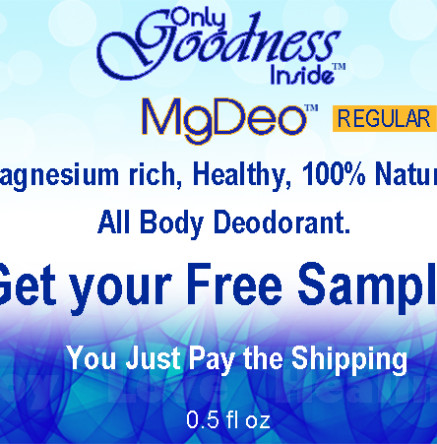 Only
Goodness
Inside™
MgDeo™ REGULAR
agnesium rich, Healthy, 100% Natur
All Body Deodorant.
Get your Free Sampl
You Just Pay the Shipping
0.5 fl oz